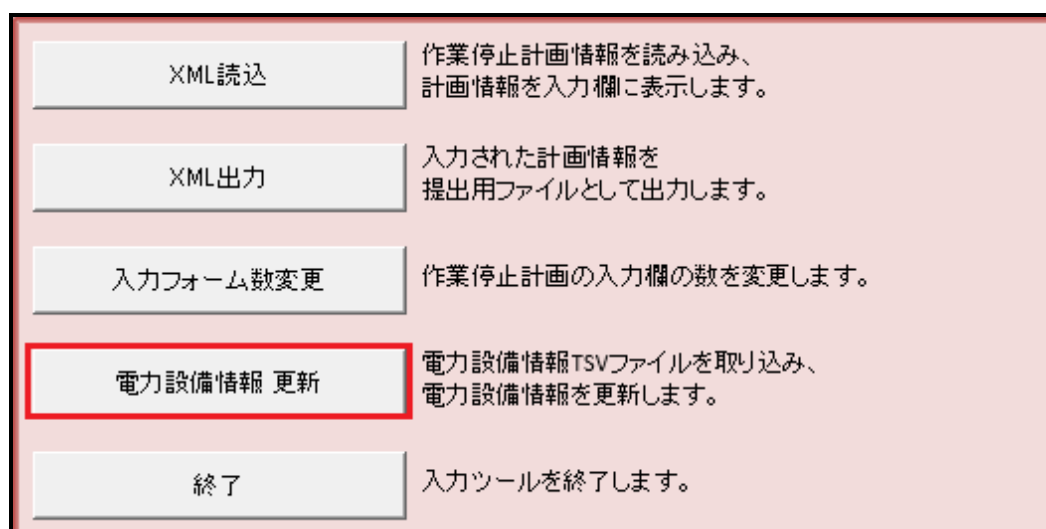 XML読込
作業停止計画情報を読み込み、
計画情報を入力欄に表示します。
XML出力
入力された計画情報を
提出用ファイルとして出力します。
入力フォーム数変更
作業停止計画の入力欄の数を変更します。
電力設備情報 更新
電力設備情報TSVファイルを取り込み、
電力設備情報を更新します。
終了
入力ツールを終了します。